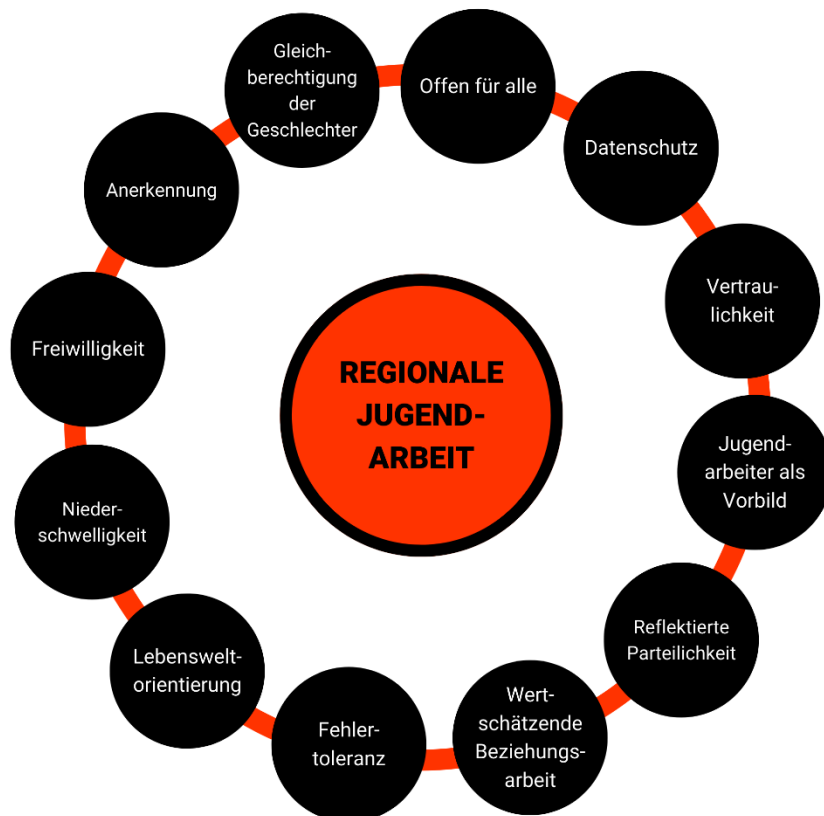 Gleich-
berechtigung
der
Geschlechter
Offen für alle
Datenschutz
Vertrau-
lichkeit
Jugend-
arbeiter als
Vorbild
Reflektierte
Parteilichkeit
Wert-
schätzende
Beziehungs-
arbeit
Fehler-
toleranz
Lebenswelt-
orientierung
Nieder-
schwelligkeit
Freiwilligkeit
Anerkennung
REGIONALE
JUGEND-
ARBEIT